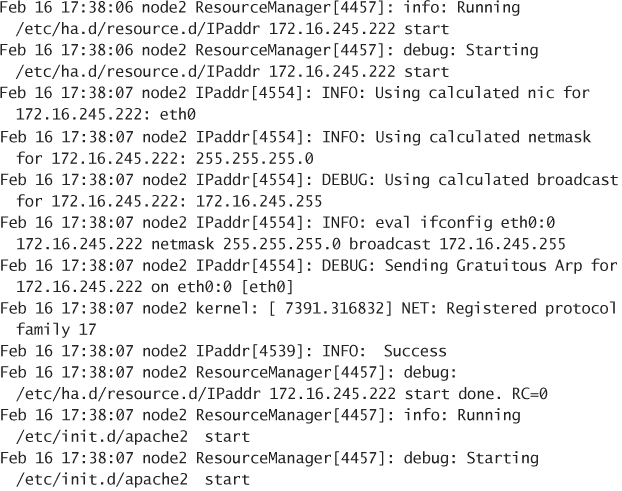 Feb 16 17:38:06 node2 ResourceManager[4457]: info: Running
/etc/ha.d/resource.d/IPaddr 172.16.245.222 start
Feb 16 17:38:06 node2 ResourceManager[4457]: debug: Starting
/etc/ha.d/resource.d/IPaddr 172.16.245.222 start
Feb 16 17:38:07 node2 IPaddr[4554]: INFO: Using calculated nic for
172.16.245.222: eth0
Feb 16 17:38:07 node2 IPaddr[4554]: INFO: Using calculated netmask
for 172.16.245.222: 255.255.255.0
Feb 16 17:38:07 node2 IPaddr[4554]: DEBUG: Using calculated broadcast
for 172.16.245.222: 172.16.245.255
Feb 16 17:38:07 node2 IPaddr[4554]: INFO: eval ifconfig eth0:0
172.16.245.222 netmask 255.255.255.0 broadcast 172.16.245.255
Feb 16 17:38:07 node2 IPaddr[4554]: DEBUG: Sending Gratuitous Arp for
172.16.245.222 on eth0:0 [eth0]
Feb 16 17:38:07 node2 kernel: [ 7391.316832] NET: Registered protocol
family 17
Feb 16 17:38:07 node2 IPaddr[4539]: INFO:  Success
Feb 16 17:38:07 node2 ResourceManager[4457]: debug:
/etc/ha.d/resource.d/IPaddr 172.16.245.222 start done. RC=0
Feb 16 17:38:07 node2 ResourceManager[4457]: info: Running
/etc/init.d/apache2  start
Feb 16 17:38:07 node2 ResourceManager[4457]: debug: Starting
/etc/init.d/apache2  start